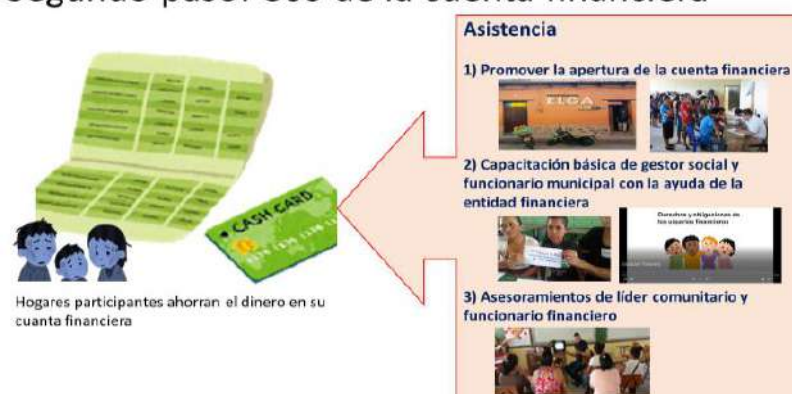 Segundo paso: Uso de la cuenta financiera
CASH CARD
Hogares participantes ahorran el dinero en su
cuanta financiera
Asistencia
1) Promover la apertura de la cuenta financiera
ELGA
2) Capacitación básica de gestor social y
funcionario municipal con la ayuda de la
entidad financiera
Derechos y obligaciones de
los usuarios financieros
3) Asesoramientos de líder comunitario y
funcionario financiero